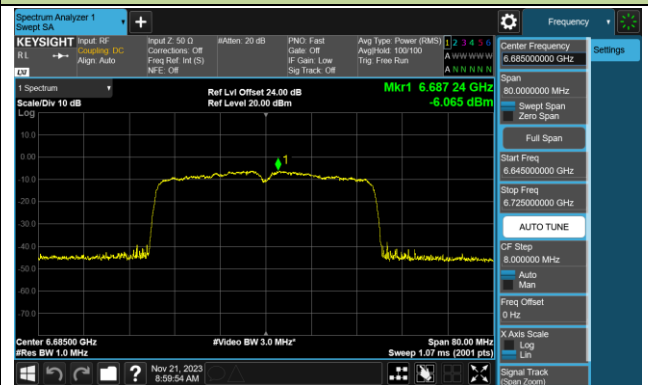 Spectrum Analyzer 1
Swept SA
Frequency
KEYSIGHT
RL
LXI
Input: RF
Coupling: DC
Align: Auto
Input Z: 50 Ω
Corrections: Off
Freq Ref: Int (S)
NFE: Off
#Atten: 20 dB
PNO: Fast
Gate: Off
IF Gain: Low
Sig Track: Off
Avg Type: Power (RMS)
Avg|Hold: 100/100
Trig: Free Run
1 2 3 4 5 6
A W W W W W
A N N N N N
Center Frequency
6.685000000 GHz
Settings
Span
80.0000000 MHz
Swept Span
Zero Span
Full Span
Start Freq
6.645000000 GHz
Stop Freq
6.725000000 GHz
AUTO TUNE
CF Step
8.000000 MHz
Auto
Man
Freq Offset
0 Hz
X Axis Scale
Log
Lin
Signal Track
(Span Zoom)
1 Spectrum
Scale/Div 10 dB
Log
Ref Lvl Offset 24.00 dB
Ref Level 20.00 dBm
Mkr1 6.687 24 GHz
-6.065 dBm
1
10.0
0.00
-10.0
-20.0
-30.0
-40.0
-50.0
-60.0
-70.0
Center 6.68500 GHz
#Res BW 1.0 MHz
#Video BW 3.0 MHz*
Span 80.00 MHz
Sweep 1.07 ms (2001 pts)
?
Nov 21, 2023
8:59:54 AM